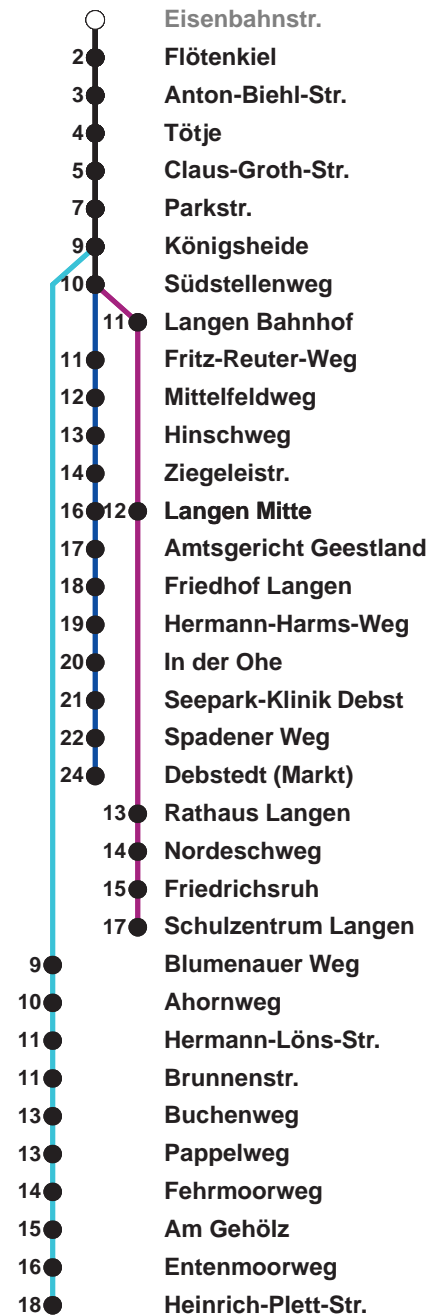 Eisenbahnstr.
2 Flötenkiel
3 Anton-Biehl-Str.
4 Tötje
5 Claus-Groth-Str.
7 Parkstr.
9 Königsheide
10 Südstellenweg
11 Langen Bahnhof
11 Fritz-Reuter-Weg
12 Mittelfeldweg
13 Hinschweg
14 Ziegeleistr.
16 12 Langen Mitte
17 Amtsgericht Geestland
18 Friedhof Langen
19 Hermann-Harms-Weg
20 In der Ohe
21 Seepark-Klinik Debst
22 Spadener Weg
24 Debstedt (Markt)
13 Rathaus Langen
14 Nordeschweg
15 Friedrichsruh
17 Schulzentrum Langen
9 Blumenauer Weg
10 Ahornweg
11 Hermann-Löns-Str.
11 Brunnenstr.
13 Buchenweg
13 Pappelweg
14 Fehrmoorweg
15 Am Gehölz
16 Entenmoorweg
18 Heinrich-Plett-Str.